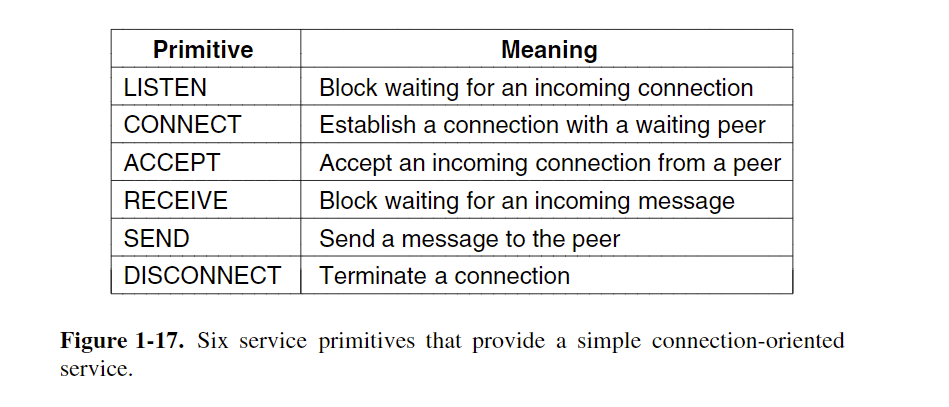 Primitive Meaning
LISTEN Block waiting for an incoming connection
CONNECT Establish a connection with a waiting peer
ACCEPT Accept an incoming connection from a peer
RECEIVE Block waiting for an incoming message
SEND Send a message to the peer
DISCONNECT Terminate a connection
Figure 1-17. Six service primitives that provide a simple connection-oriented
service.